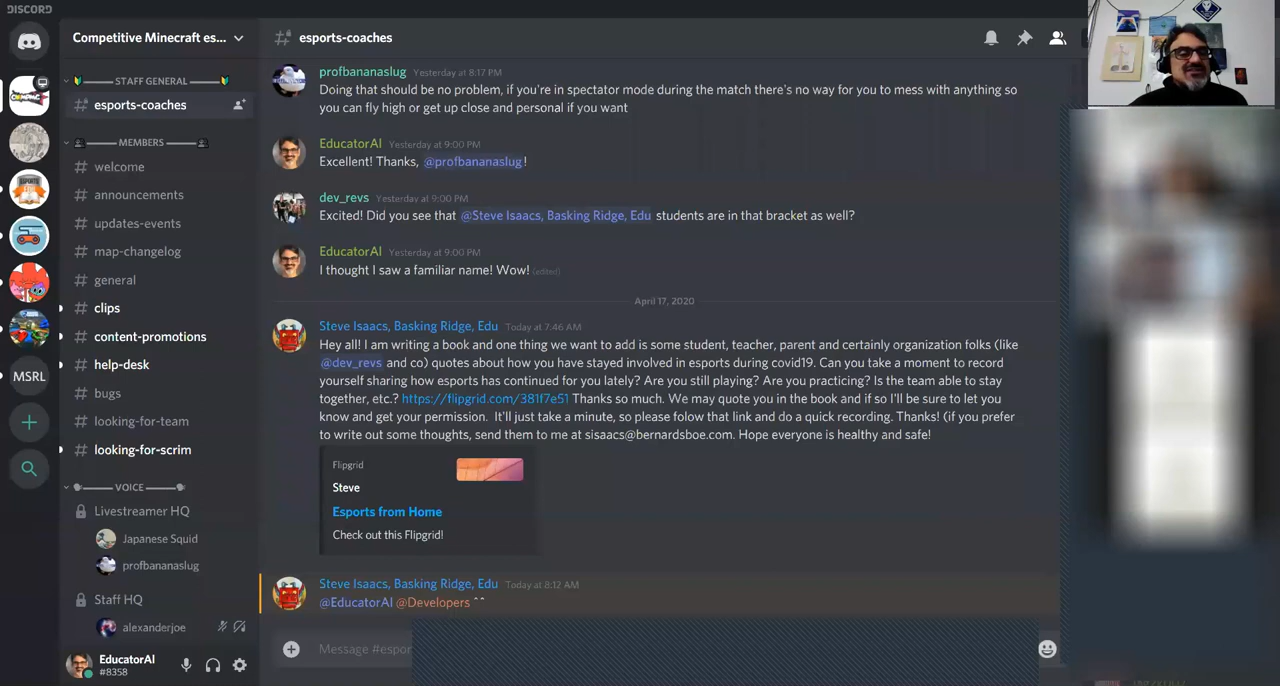 DISCORD
Competitive Minecraft es...
esports-coaches
STAFF GENERAL
esports-coaches
MEMBERS
welcome
announcements
updates-events
map-changelog
general
clips
content-promotions
help-desk
bugs
looking-for-team
looking-for-scrim
VOICE
Livestreamer HQ
Japanese Squid
profbananaslug
Staff HQ
alexanderjoe
EducatorAl
#8358
MSRL
profbananaslug Yesterday at 8:17 PM
Doing that should be no problem, if you're in spectator mode during the match there's no way for you to mess with anything so
you can fly high or get up close and personal if you want
EducatorAl Yesterday at 9:00 PM
Excellent! Thanks, @profbananaslug!
dev_revs Yesterday at 9:00 PM
Excited! Did you see that @Steve Isaacs, Basking Ridge, Edu students are in that bracket as well?
EducatorAl Yesterday at 9:00 PM
I thought I saw a familiar name! Wow! (edited)
April 17, 2020
Steve Isaacs, Basking Ridge, Edu Today at 7:46 AM
Hey all! I am writing a book and one thing we want to add is some student, teacher, parent and certainly organization folks (like
@dev_revs and co) quotes about how you have stayed involved in esports during covid19. Can you take a moment to record
yourself sharing how esports has continued for you lately? Are you still playing? Are you practicing? Is the team able to stay
together, etc.? https://flipgrid.com/381f7e51 Thanks so much. We may quote you in the book and if so I'll be sure to let you
know and get your permission. It'll just take a minute, so please folow that link and do a quick recording. Thanks! (if you prefer
to write out some thoughts, send them to me at sisaacs@bernardsboe.com. Hope everyone is healthy and safe!
Flipgrid
Steve
Esports from Home
Check out this Flipgrid!
Steve Isaacs, Basking Ridge, Edu Today at 8:12 AM
@EducatorAl @Developers ^^
Message #espor